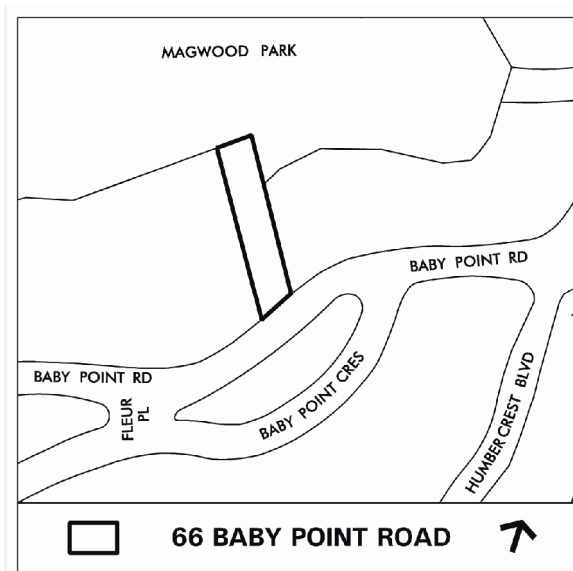 MAGWOOD PARK
BABY POINT RD
BABY POINT RD
FLEUR PL
BABY POINT CRES
HUMBERCREST BLVD
66 BABY POINT ROAD